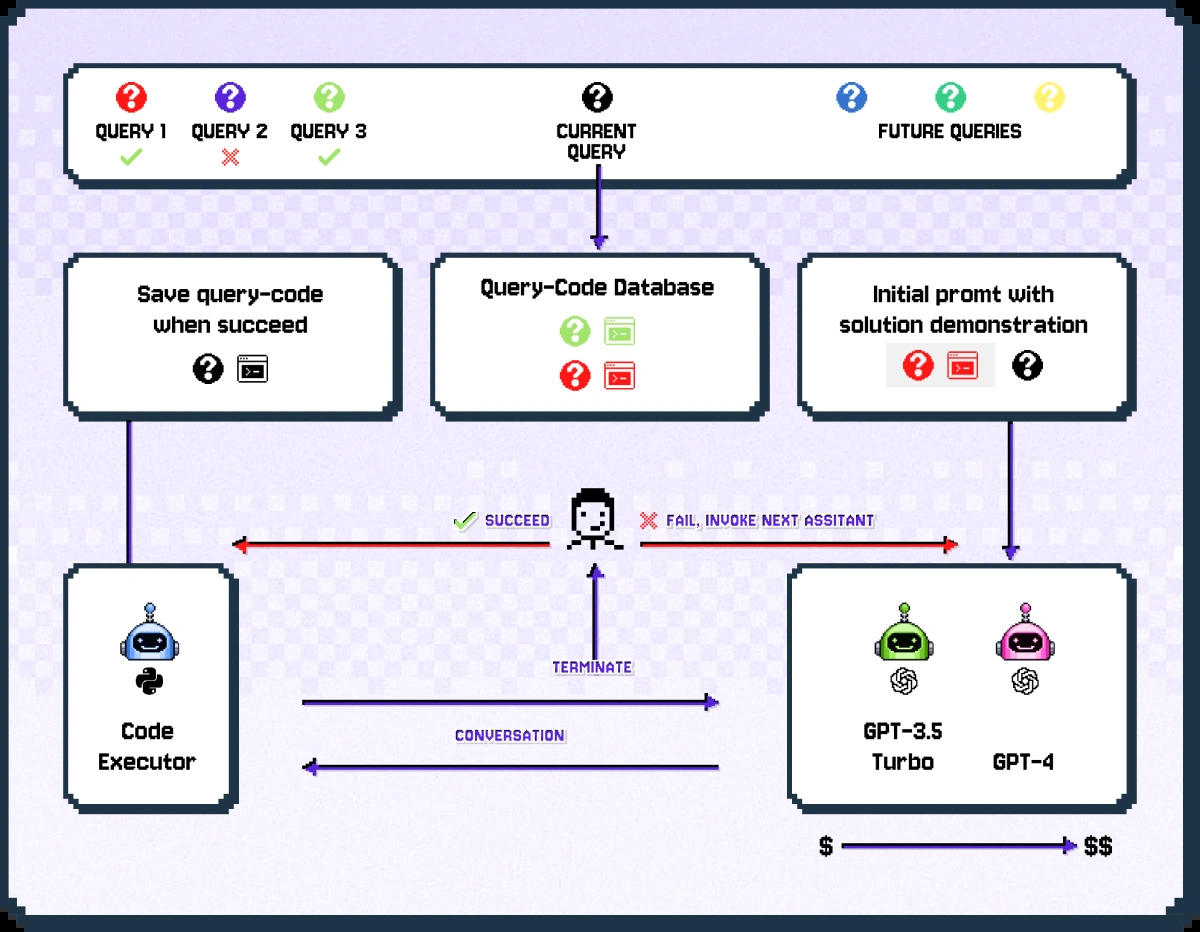 QUERY 1
QUERY 2
QUERY 3
CURRENT
QUERY
FUTURE QUERIES
Save query-code
when succeed
Query-Code Database
Initial promt with
solution demonstration
SUCCEED
FAIL, INVOKE NEXT ASSITANT
TERMINATE
CONVERSATION
Code
Executor
GPT-3.5
Turbo
GPT-4
$
$$